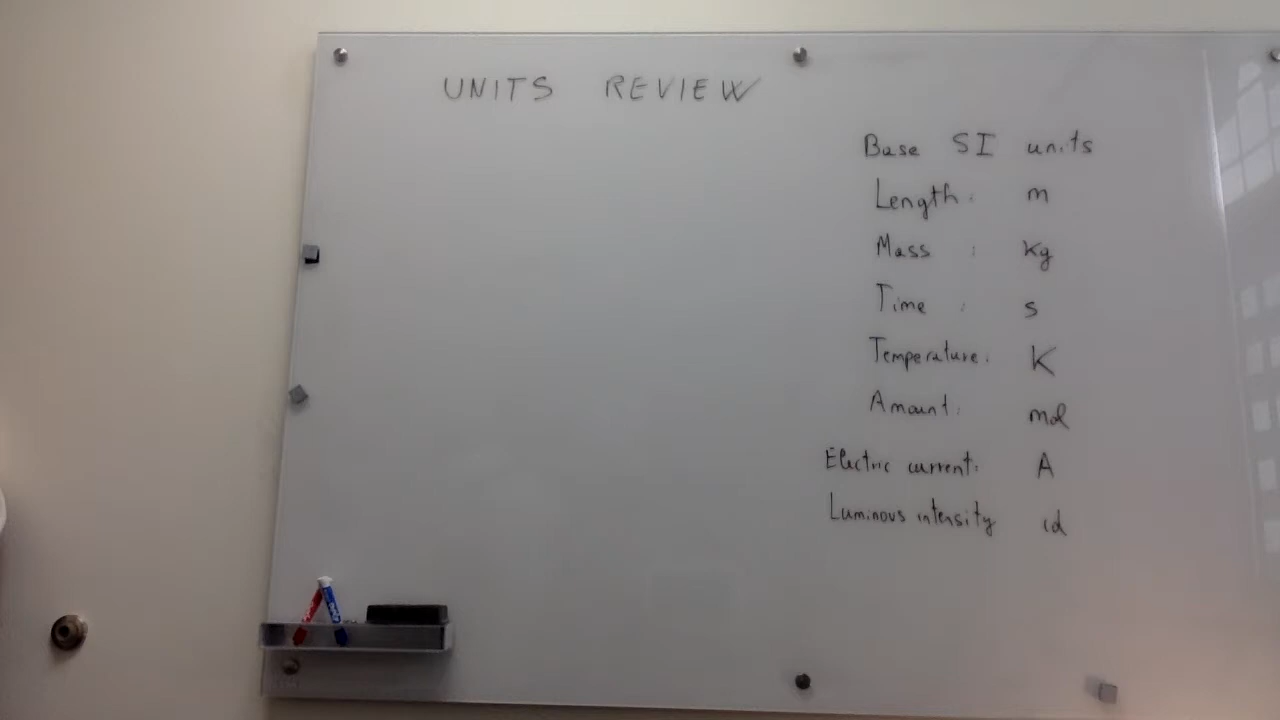 UNITS REVIEW
Base SI units
Length: m
Mass : Kg
Time : s
Temperature: K
Amount: mol
Electric current: A
Luminous intensity cd